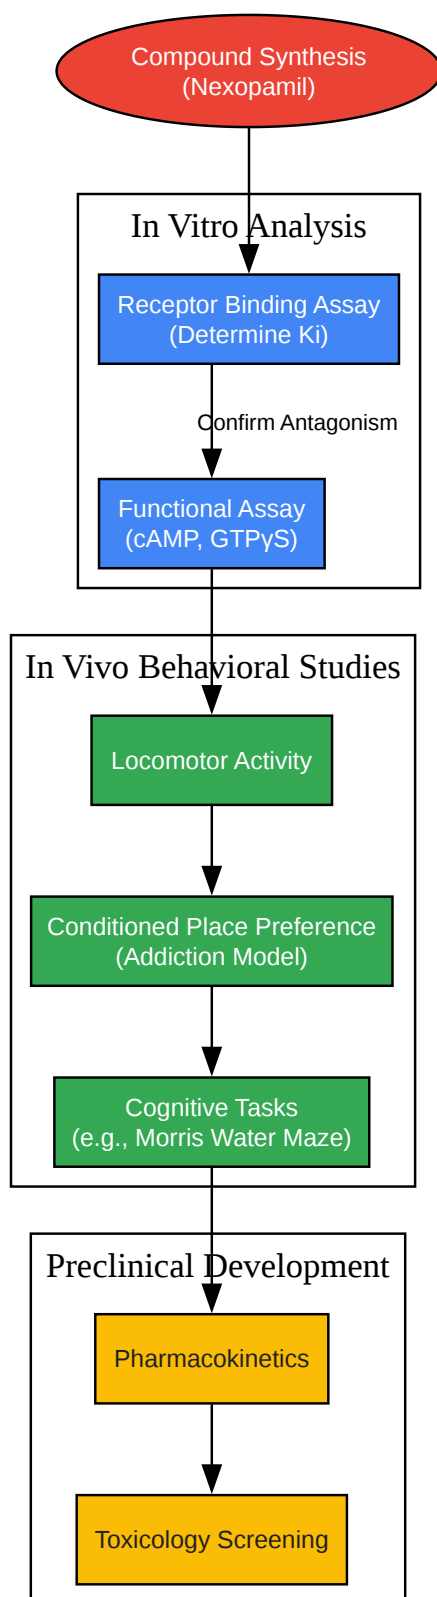 Compound Synthesis
(Nexopamil)
In Vitro Analysis
Receptor Binding Assay
(Determine Ki)
Confirm Antagonism
Functional Assay
(cAMP, GTPγS)
In Vivo Behavioral Studies
Locomotor Activity
Conditioned Place Preference
(Addiction Model)
Cognitive Tasks
(e.g., Morris Water Maze)
Preclinical Development
Pharmacokinetics
Toxicology Screening